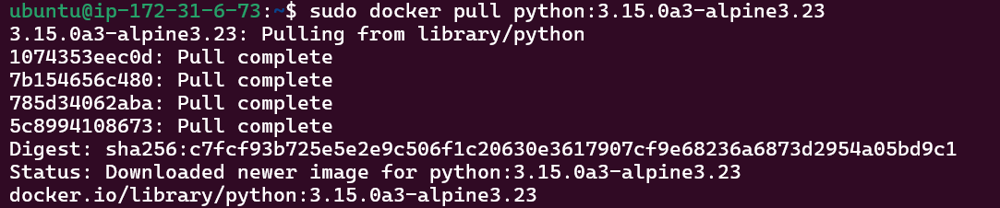 ubuntu@ip-172-31-6-73:~$ sudo docker pull python:3.15.0a3-alpine3.23
3.15.0a3-alpine3.23: Pulling from library/python
1074353eec0d: Pull complete
7b154656c480: Pull complete
785d34062aba: Pull complete
5c8994108673: Pull complete
Digest: sha256:c7fcf93b725e5e2e9c506f1c20630e3617907cf9e68236a6873d2954a05bd9c1
Status: Downloaded newer image for python:3.15.0a3-alpine3.23
docker.io/library/python:3.15.0a3-alpine3.23